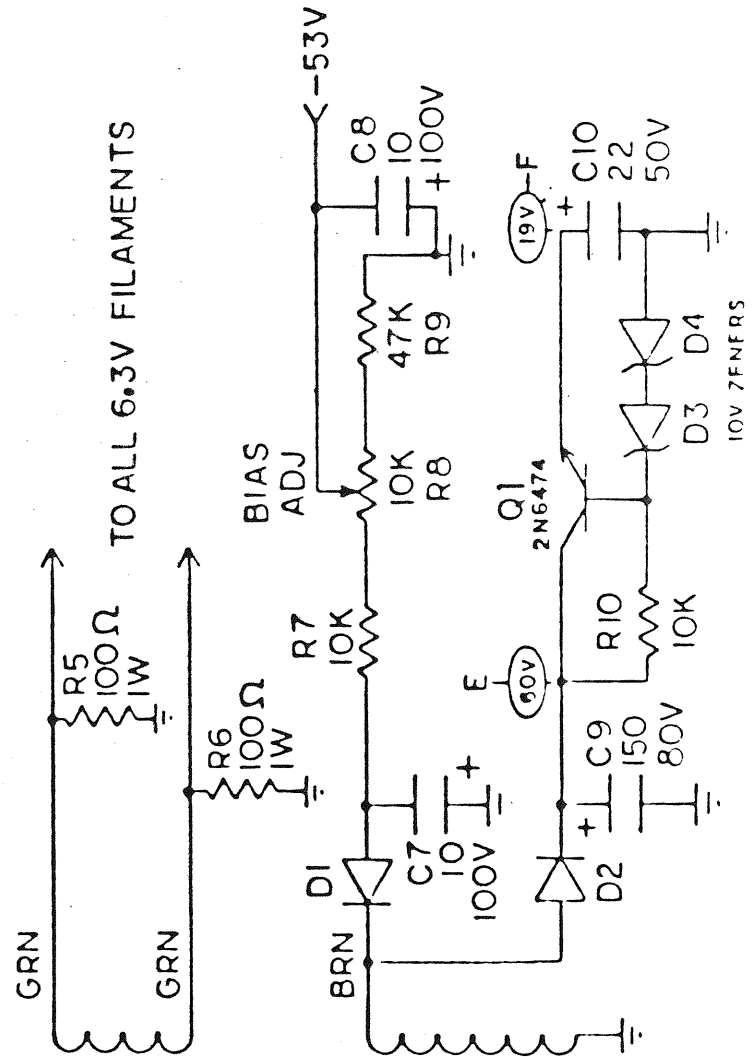 GRN
R5
100Ω
1W
TO ALL 6.3V FILAMENTS
GRN
R6
100Ω
1W
BRN
D1
C7
10
100V
+
R7
10K
BIAS
ADJ
10K
R8
47K
R9
C8
10
100V
+
-53V
D2
+
C9
150
80V
E
60V
R10
10K
Q1
2N6474
D3
D4
10V ZENERS
19V
F
+
C10
22
50V